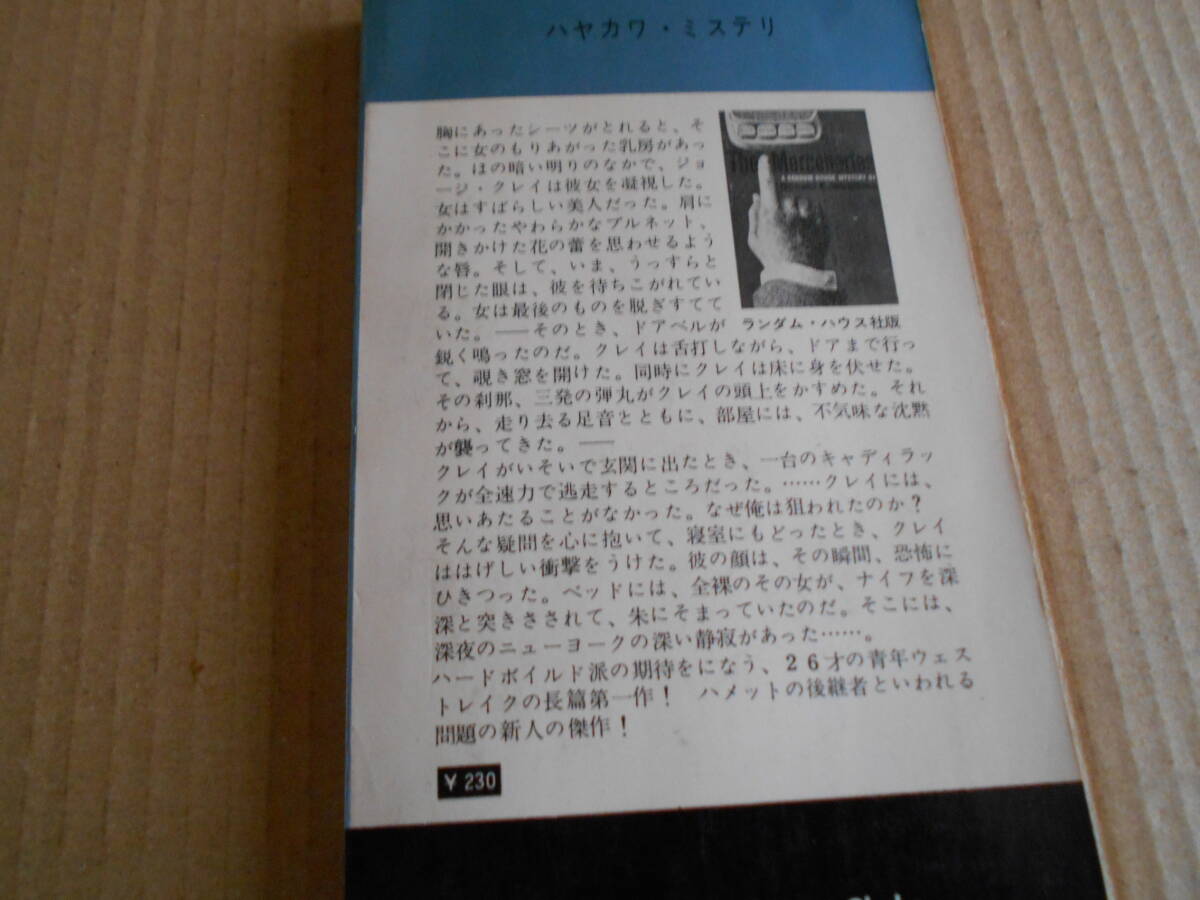 ハヤカワ・ミステリ
胸にあったシーツがとれると、そ
こに女のもりあがった乳房があっ
た。ほの暗い明りのなかで、ジョ
ージ・クレイは彼女を凝視した。
女はすばらしい美人だった。肩に
かかったやわらかなブルネット、
開きかけた花の蕾を思わせるよう
な唇。そして、いま、うっすらと
閉じた眼は、彼を待ちこがれてい
る。女は最後のものを脱ぎすてて
いた。――そのとき、ドアベルが
鋭く鳴ったのだ。クレイは舌打しながら、ドアまで行っ
て、覗き窓を開けた。同時にクレイは床に身を伏せた。
その刹那、三発の弾丸がクレイの頭上をかすめた。それ
から、走り去る足音とともに、部屋には、不気味な沈黙
が襲ってきた。――
クレイがいそいで玄関に出たとき、一台のキャディラッ
クが全速力で逃走するところだった。……クレイには、
思いあたることがなかった。なぜ俺は狙われたのか？
そんな疑問を心に抱いて、寝室にもどったとき、クレイ
ははげしい衝撃をうけた。彼の顔は、その瞬間、恐怖に
ひきつった。ベッドには、全裸のその女が、ナイフを深
深と突きさされて、朱にそまっていたのだ。そこには、
深夜のニューヨークの深い静寂があった……。
ハードボイルド派の期待をになう、26才の青年ウェス
トレイクの長篇第一作！　ハメットの後継者といわれる
問題の新人の傑作！
The Mercenaries
A RANDOM HOUSE MYSTERY BY
ランダム・ハウス社版
¥ 230